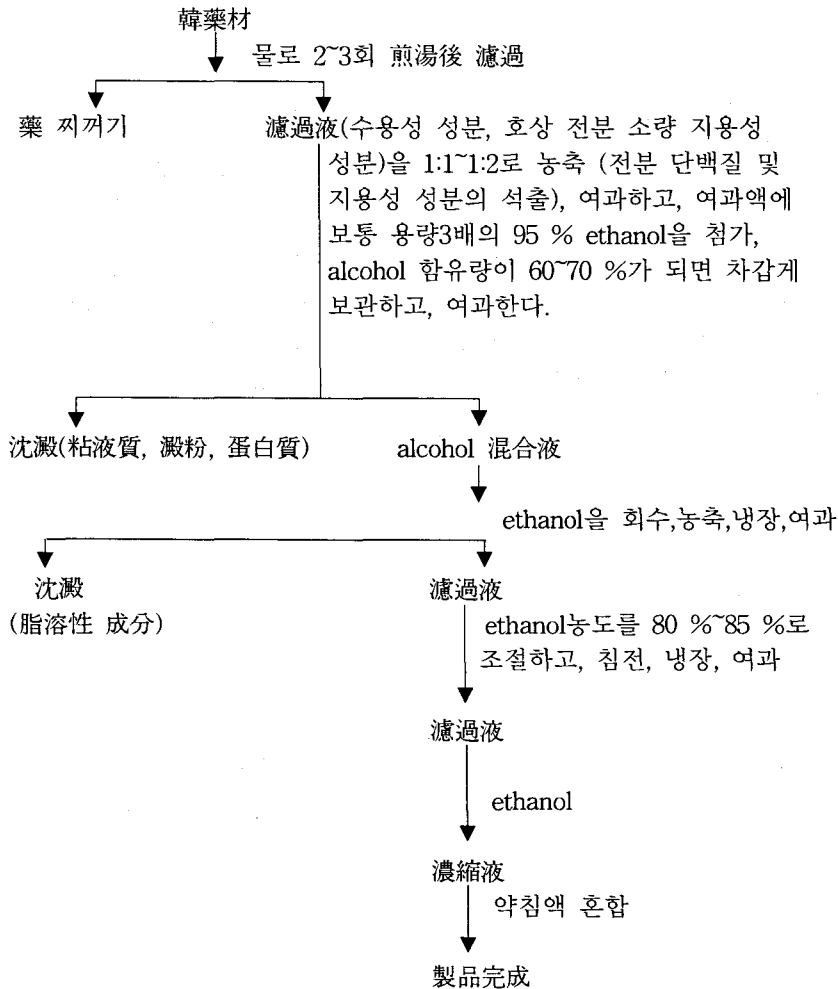 韓藥材
물로 2~3회 煎湯後 濾過
藥 찌꺼기
濾過液(수용성 성분, 호상 전분 소량 지용성
성분)을 1:1~1:2로 농축 (전분 단백질 및
지용성 성분의 석출), 여과하고, 여과액에
보통 용량3배의 95 % ethanol을 첨가,
alcohol 함유량이 60~70 %가 되면 차갑게
보관하고, 여과한다.
沈澱(粘液質, 澱粉, 蛋白質)
alcohol 混合液
ethanol을 회수,농축,냉장,여과
沈澱
(脂溶性 成分)
濾過液
ethanol농도를 80 %~85 %로
조절하고, 침전, 냉장, 여과
濾過液
ethanol
濃縮液
약침액 혼합
製品完成